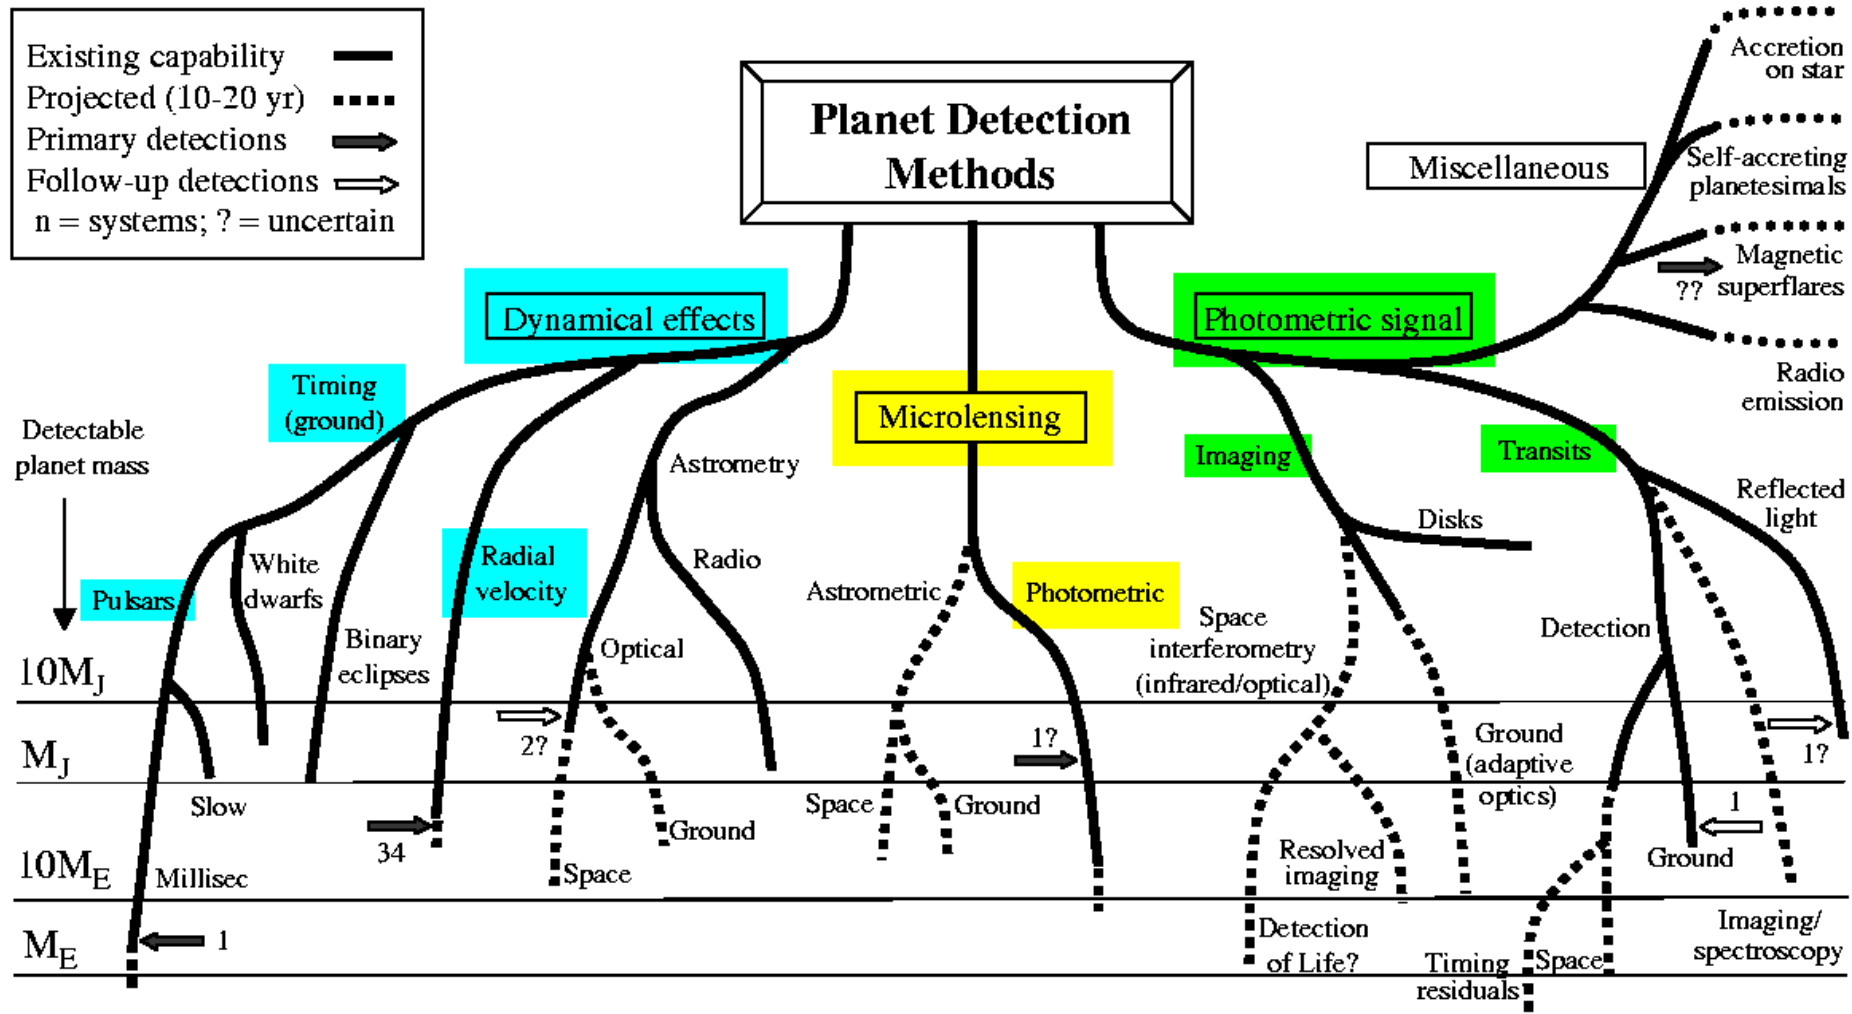 Existing capability
Projected (10-20 yr)
Primary detections
Follow-up detections
n = systems; ? = uncertain
Planet Detection
Methods
Accretion
on star
Miscellaneous
Self-accreting
planetesimals
Magnetic
?? superflares
Radio
emission
Dynamical effects
Photometric signal
Timing
(ground)
Microlensing
Detectable
planet mass
Astrometry
Imaging
Transits
Reflected
light
Disks
White
dwarfs
Pulsars
Radial
velocity
Radio
Astrometric
Photometric
Space
interferometry
(infrared/optical)
Detection
Binary
eclipses
Optical
10MJ
2?
1?
Ground
(adaptive
optics)
1?
MJ
Slow
Space
Ground
Ground
1
34
Space
Resolved
imaging
Ground
10ME
Millisec
1
Detection
of Life?
Timing
residuals
Space
Imaging/
spectroscopy
ME